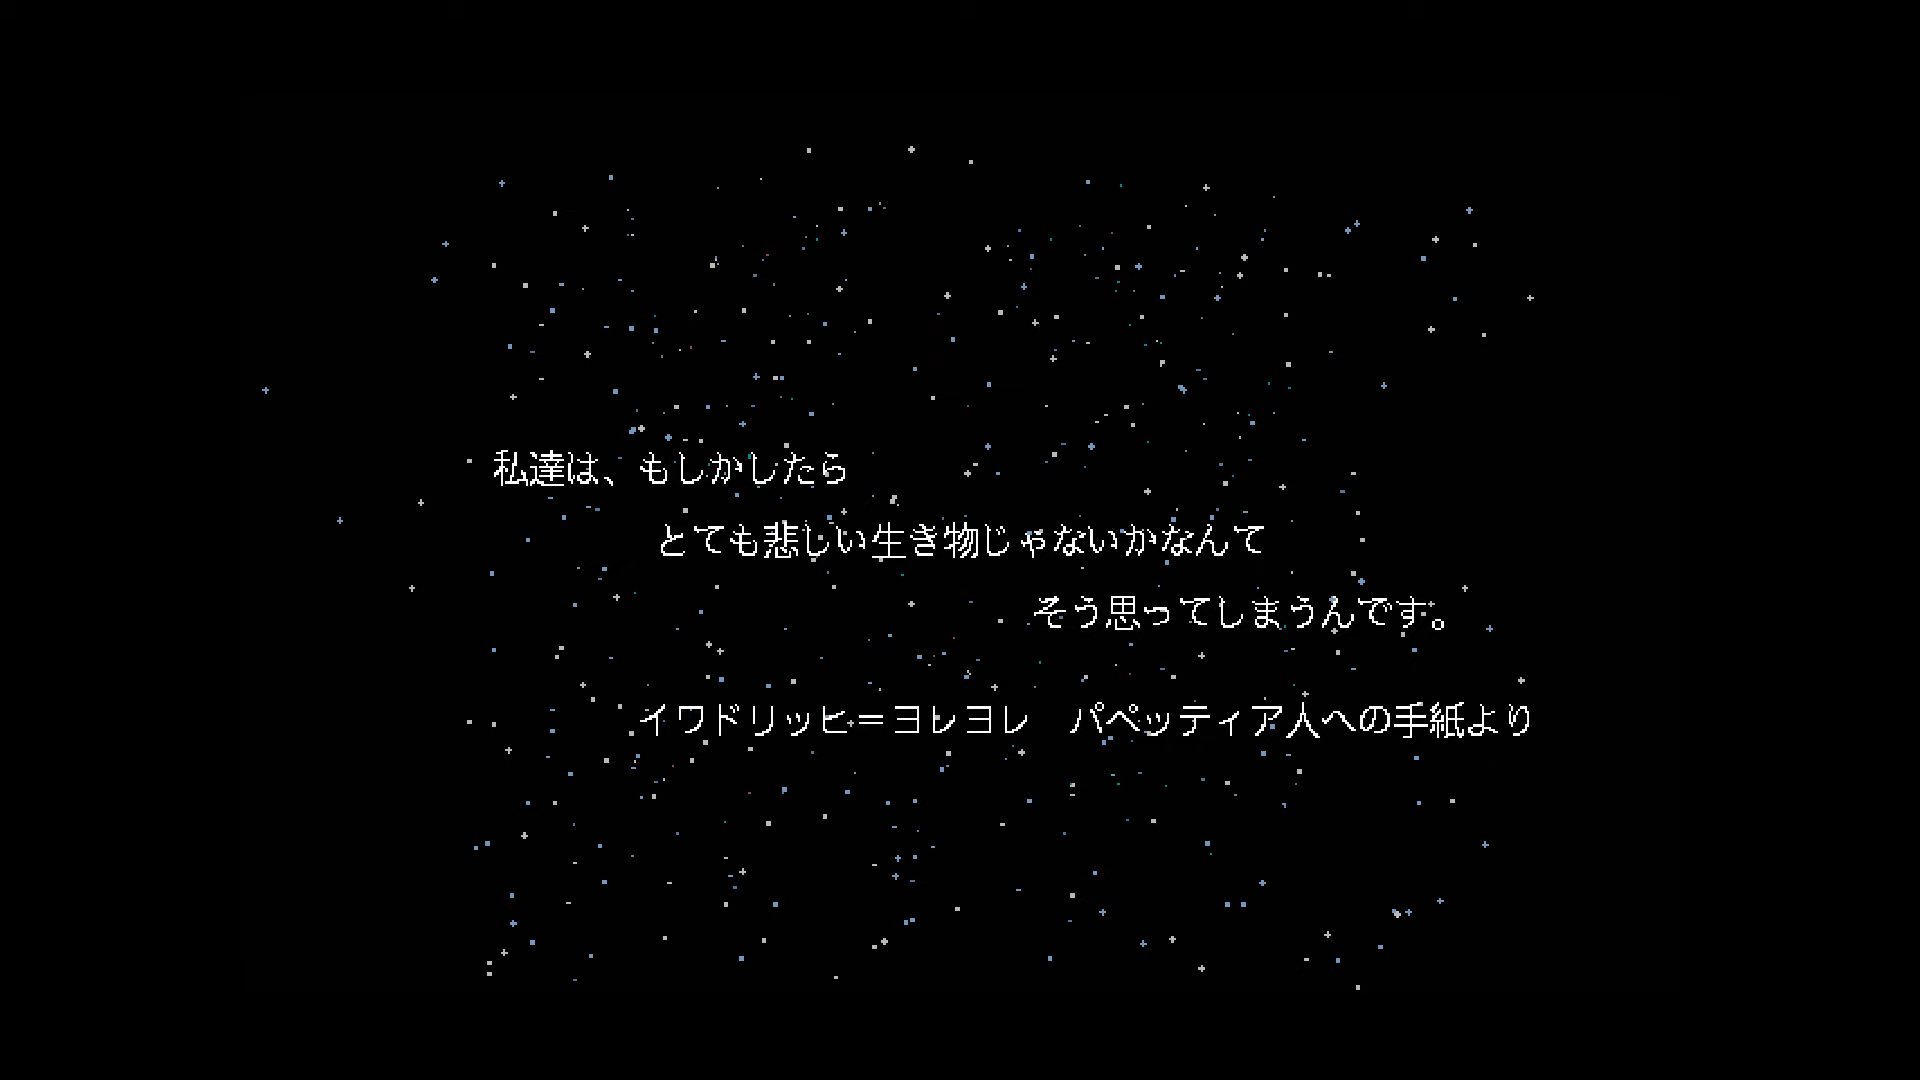 私達は、もしかしたら
とても悲しい生き物じゃないかなんて
そう思ってしまうんです。
イワドリッヒ＝ヨレヨレ　パペッティア人への手紙より